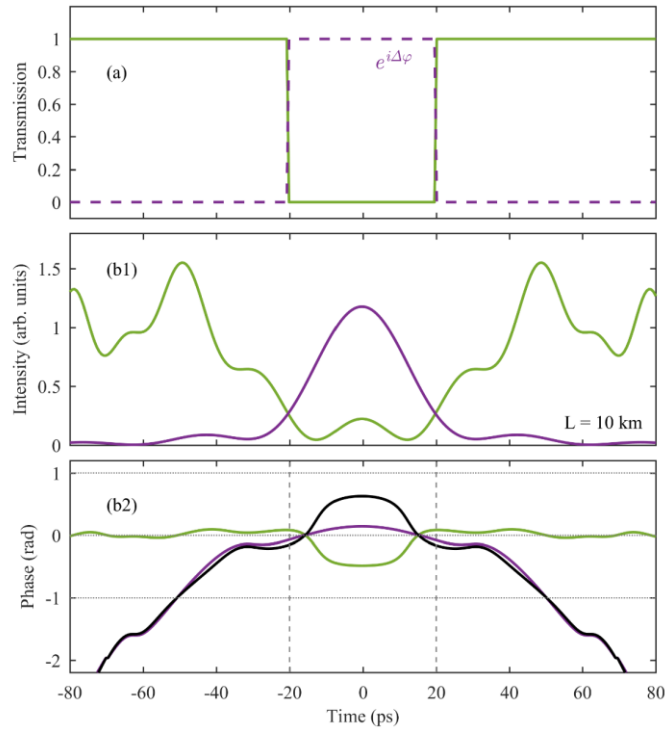 1
0.8
0.6
0.4
0.2
0
Transmission
(a)
e^{iΔφ}
1.5
1
0.5
0
Intensity (arb. units)
(b1)
L = 10 km
1
0
-1
-2
Phase (rad)
(b2)
-80 -60 -40 -20 0 20 40 60 80
Time (ps)